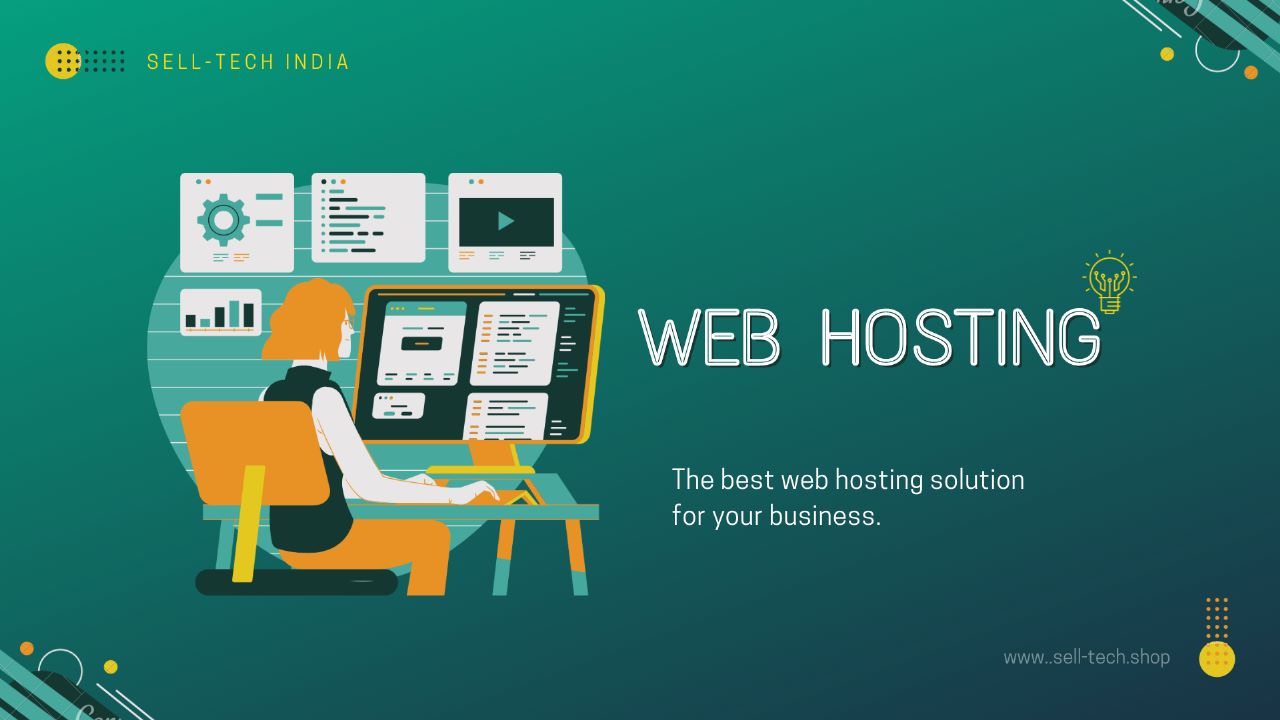 SELL-TECH INDIA
WEB HOSTING
The best web hosting solution
for your business.
www..sell-tech.shop